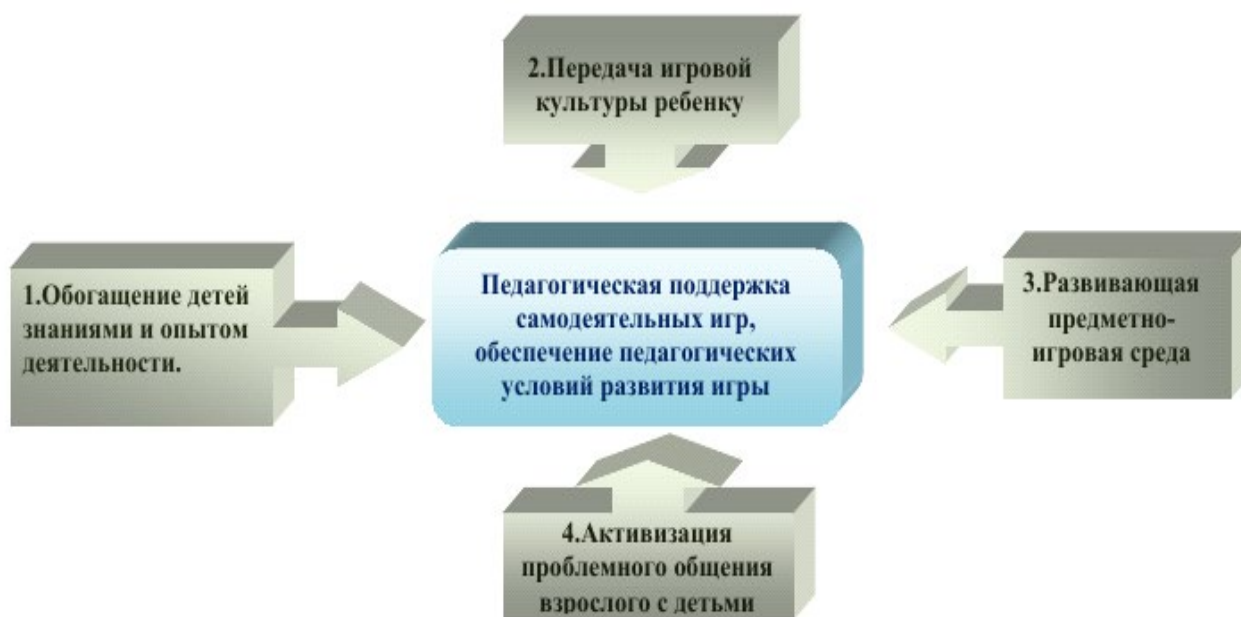 2.Передача игровой
культуры ребенку
1.Обогащение детей
знаниями и опытом
деятельности.
Педагогическая поддержка
самодеятельных игр,
обеспечение педагогических
условий развития игры
3.Развивающая
предметно-
игровая среда
4.Активизация
проблемного общения
взрослого с детьми